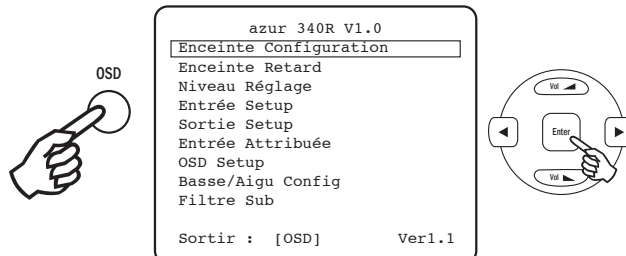 OSD
azur 340R V1.0
Enceinte Configuration
Enceinte Retard
Niveau Réglage
Entrée Setup
Sortie Setup
Entrée Attribuée
OSD Setup
Basse/Aigu Config
Filtre Sub
Sortir : [OSD] Ver1.1
Vol
Enter
Vol